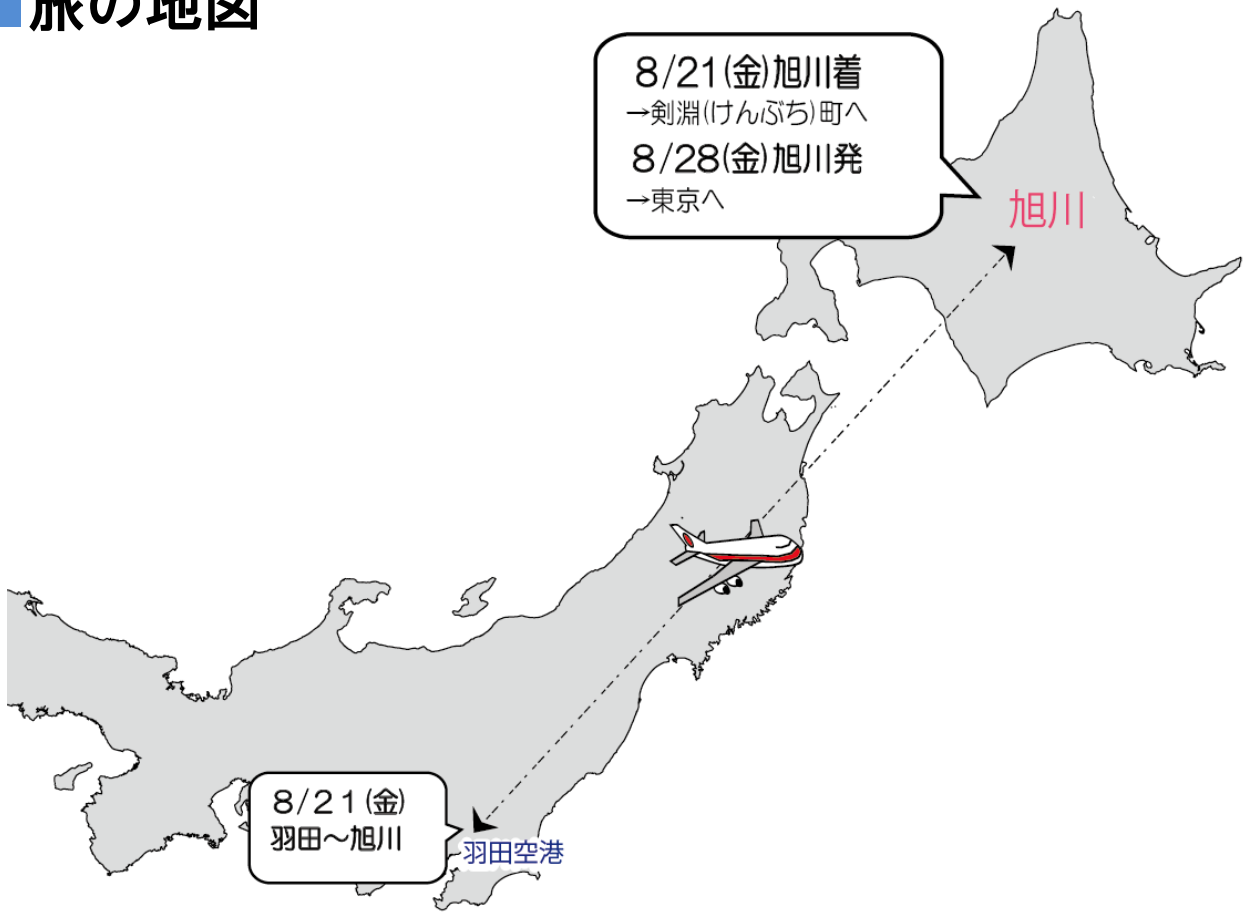 旅の地図
8/21(金)旭川着
→剣淵(けんぶち)町へ
8/28(金)旭川発
→東京へ
旭川
8/21(金)
羽田〜旭川
羽田空港